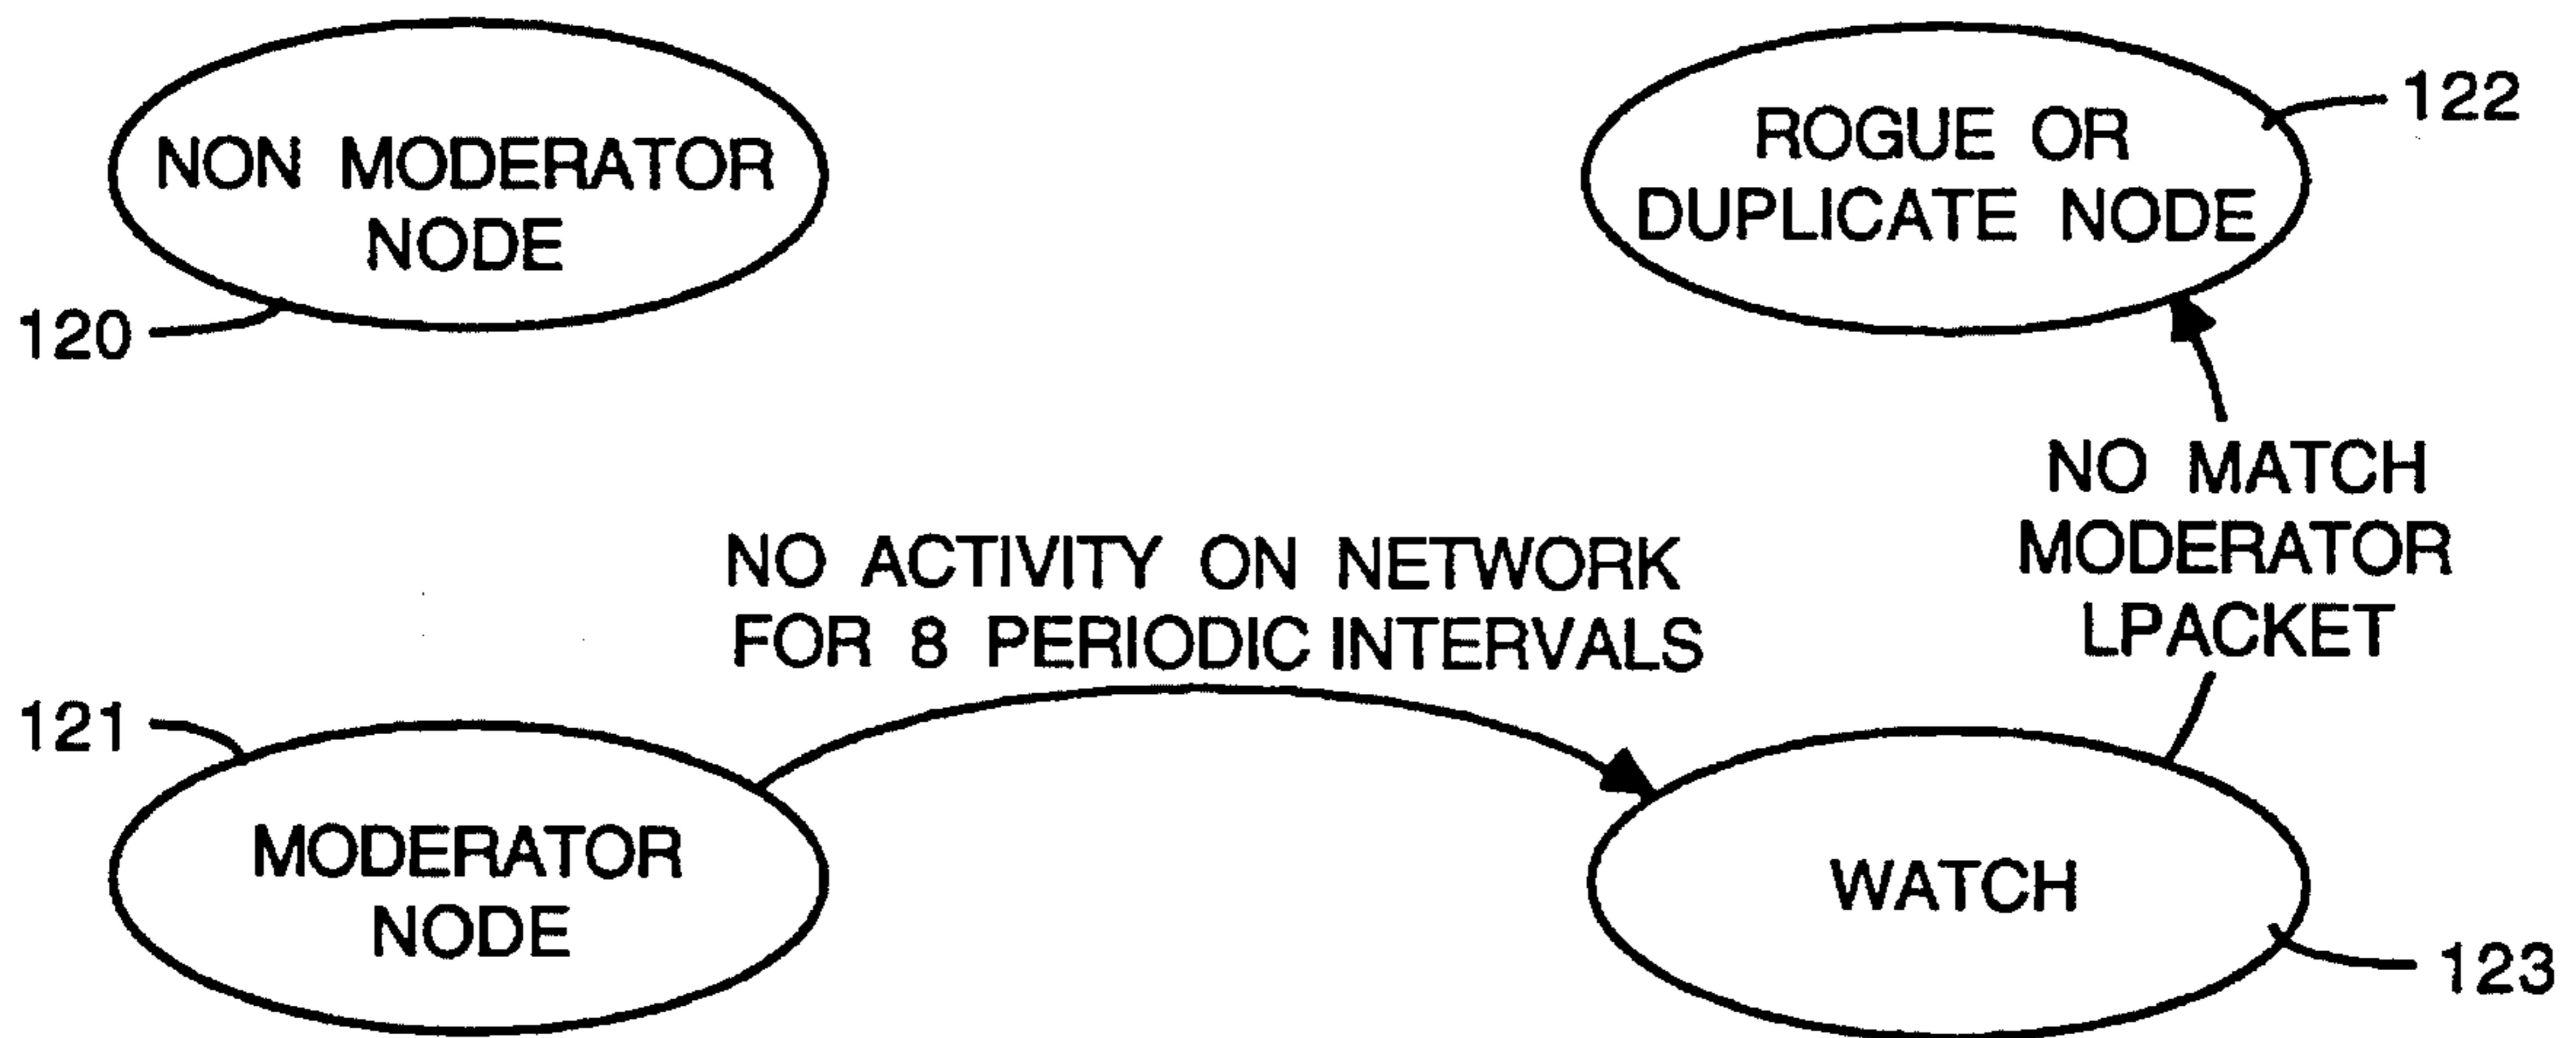 NON MODERATOR
NODE
120
ROGUE OR
DUPLICATE NODE
122
NO MATCH
MODERATOR
LPACKET
NO ACTIVITY ON NETWORK
FOR 8 PERIODIC INTERVALS
121
MODERATOR
NODE
WATCH
123